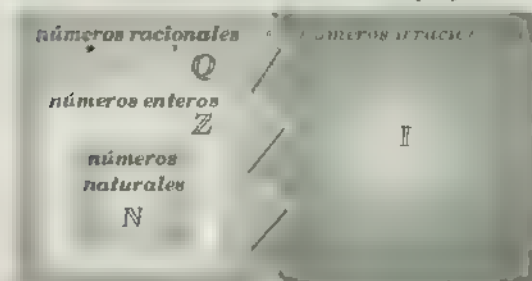 números racionales
Q
números enteros
Z
números
naturales
N
I